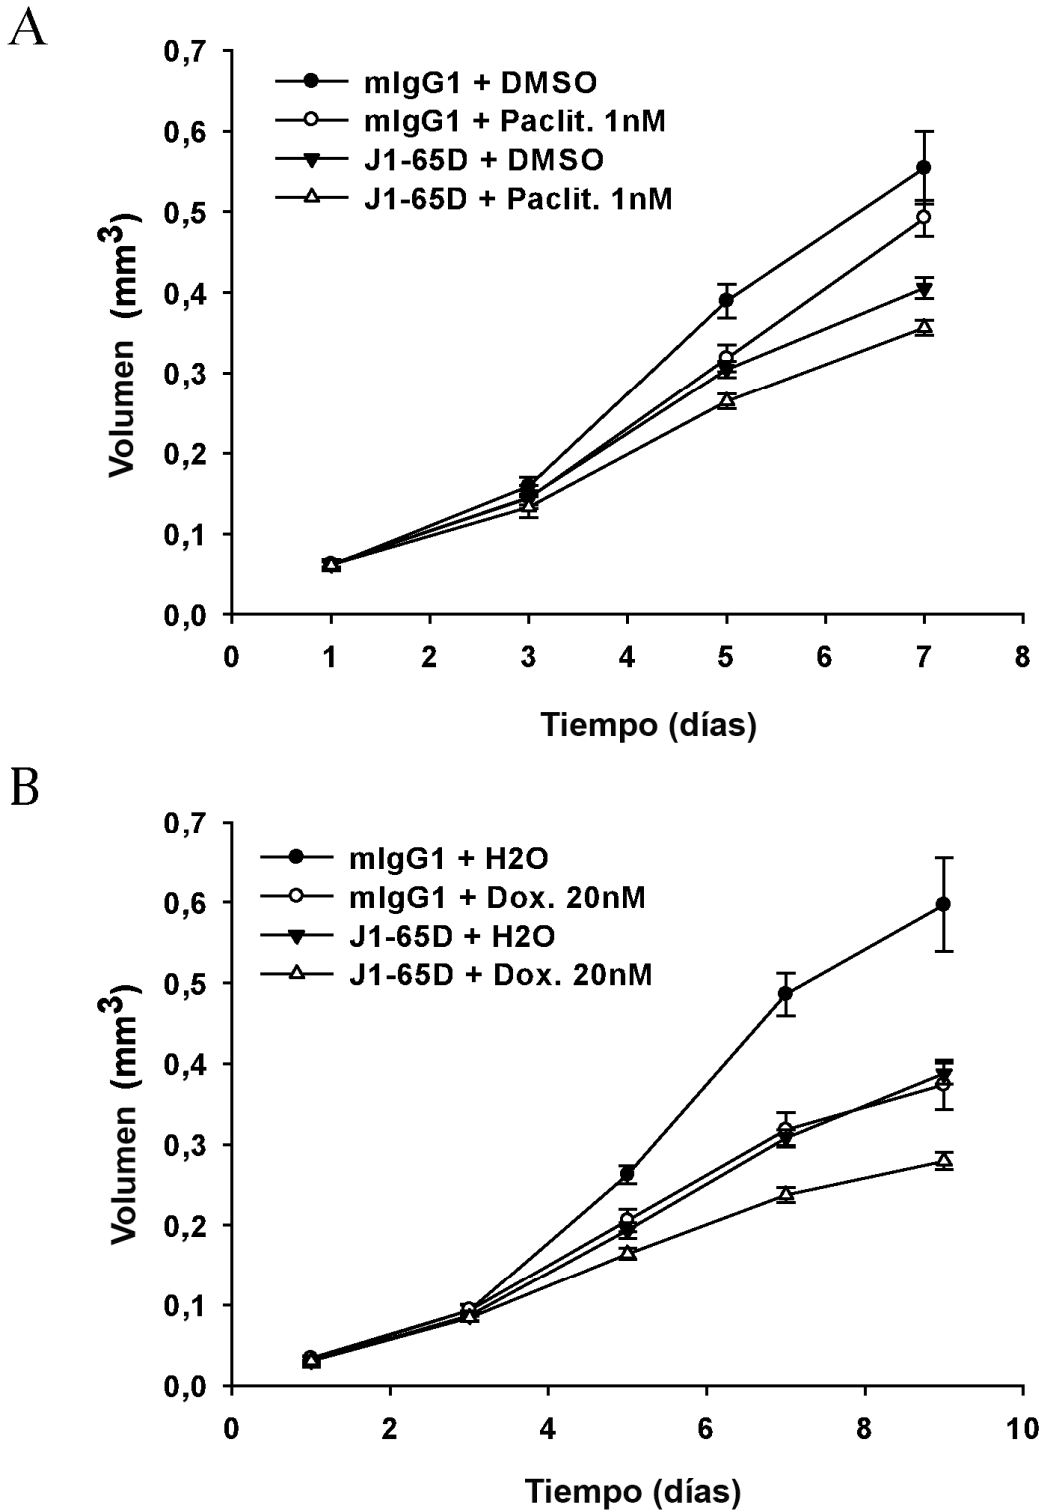 A
0,7
0,6
0,5
0,4
0,3
0,2
0,1
0,0
Volumen (mm3)
mIgG1 + DMSO
mIgG1 + Paclit. 1nM
J1-65D + DMSO
J1-65D + Paclit. 1nM
0 1 2 3 4 5 6 7 8
Tiempo (días)
B
0,7
0,6
0,5
0,4
0,3
0,2
0,1
0,0
Volumen (mm3)
mIgG1 + H2O
mIgG1 + Dox. 20nM
J1-65D + H2O
J1-65D + Dox. 20nM
0 2 4 6 8 10
Tiempo (días)